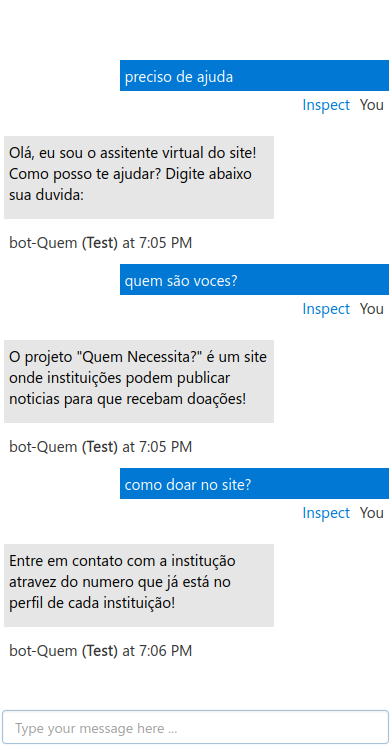 preciso de ajuda
Inspect You
Olá, eu sou o assitente virtual do site!
Como posso te ajudar? Digite abaixo
sua duvida:
bot-Quem (Test) at 7:05 PM
quem são voces?
Inspect You
O projeto "Quem Necessita?" é um site
onde instituições podem publicar
noticias para que recebam doações!
bot-Quem (Test) at 7:05 PM
como doar no site?
Inspect You
Entre em contato com a institução
atravez do numero que já está no
perfil de cada instituição!
bot-Quem (Test) at 7:06 PM
Type your message here ...